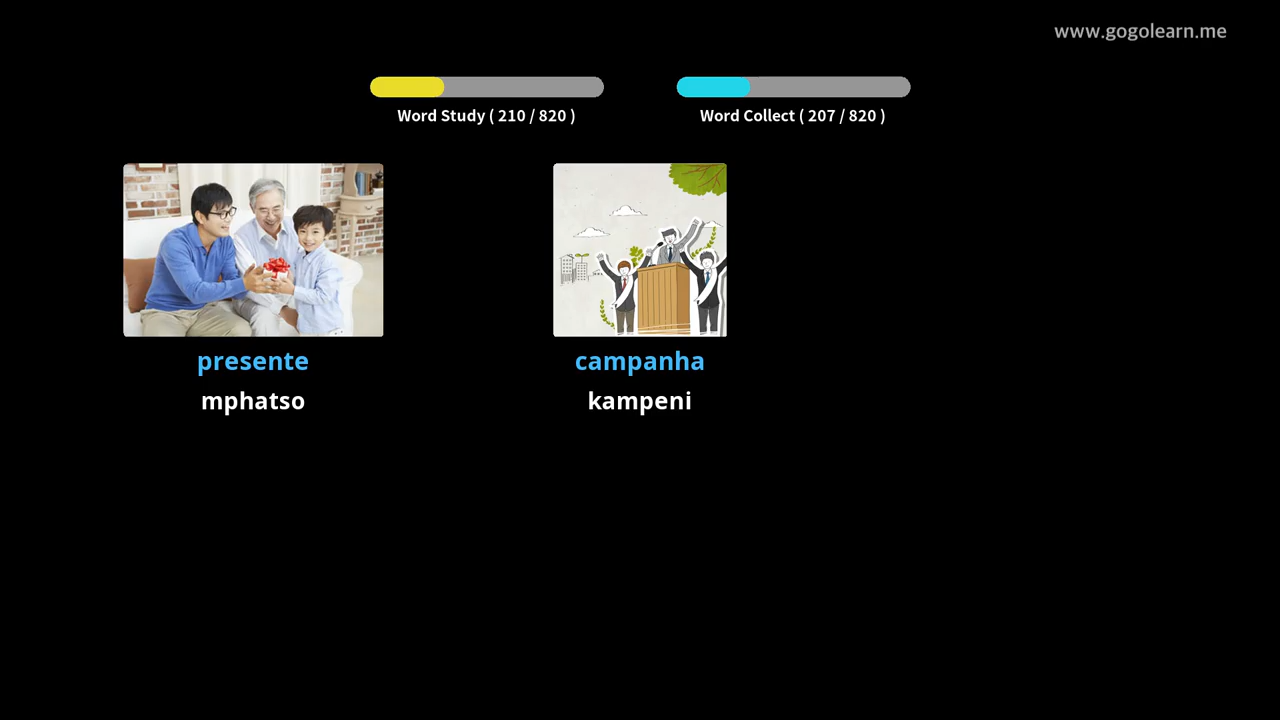 www.gogolearn.me
Word Study ( 210 / 820 )
Word Collect ( 207 / 820 )
presente
mphatso
campanha
kampeni